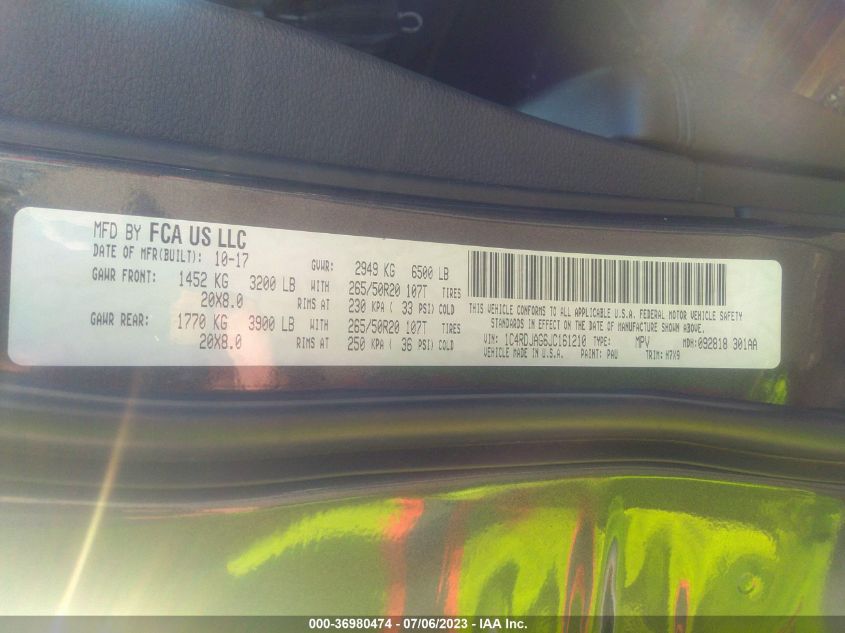 MFD BY FCA US LLC
DATE OF MFR(BUILT): 10-17 GVWR: 2949 KG 6500 LB
GAWR FRONT: 1452 KG 3200 LB WITH 265/50R20 107T TIRES
20X8.0 RIMS AT 230 KPA ( 33 PSI) COLD
GAWR REAR: 1770 KG 3900 LB WITH 265/50R20 107T TIRES
20X8.0 RIMS AT 250 KPA ( 36 PSI) COLD
THIS VEHICLE CONFORMS TO ALL APPLICABLE U.S.A. FEDERAL MOTOR VEHICLE SAFETY
STANDARDS IN EFFECT ON THE DATE OF MANUFACTURE SHOWN ABOVE.
VIN: 1C4RDJAG6JC161210 TYPE: MPV MDH: 092818 301AA
VEHICLE MADE IN U.S.A. PAINT: PAU TRIM: H7X9
000-36980474 - 07/06/2023 - IAA Inc.